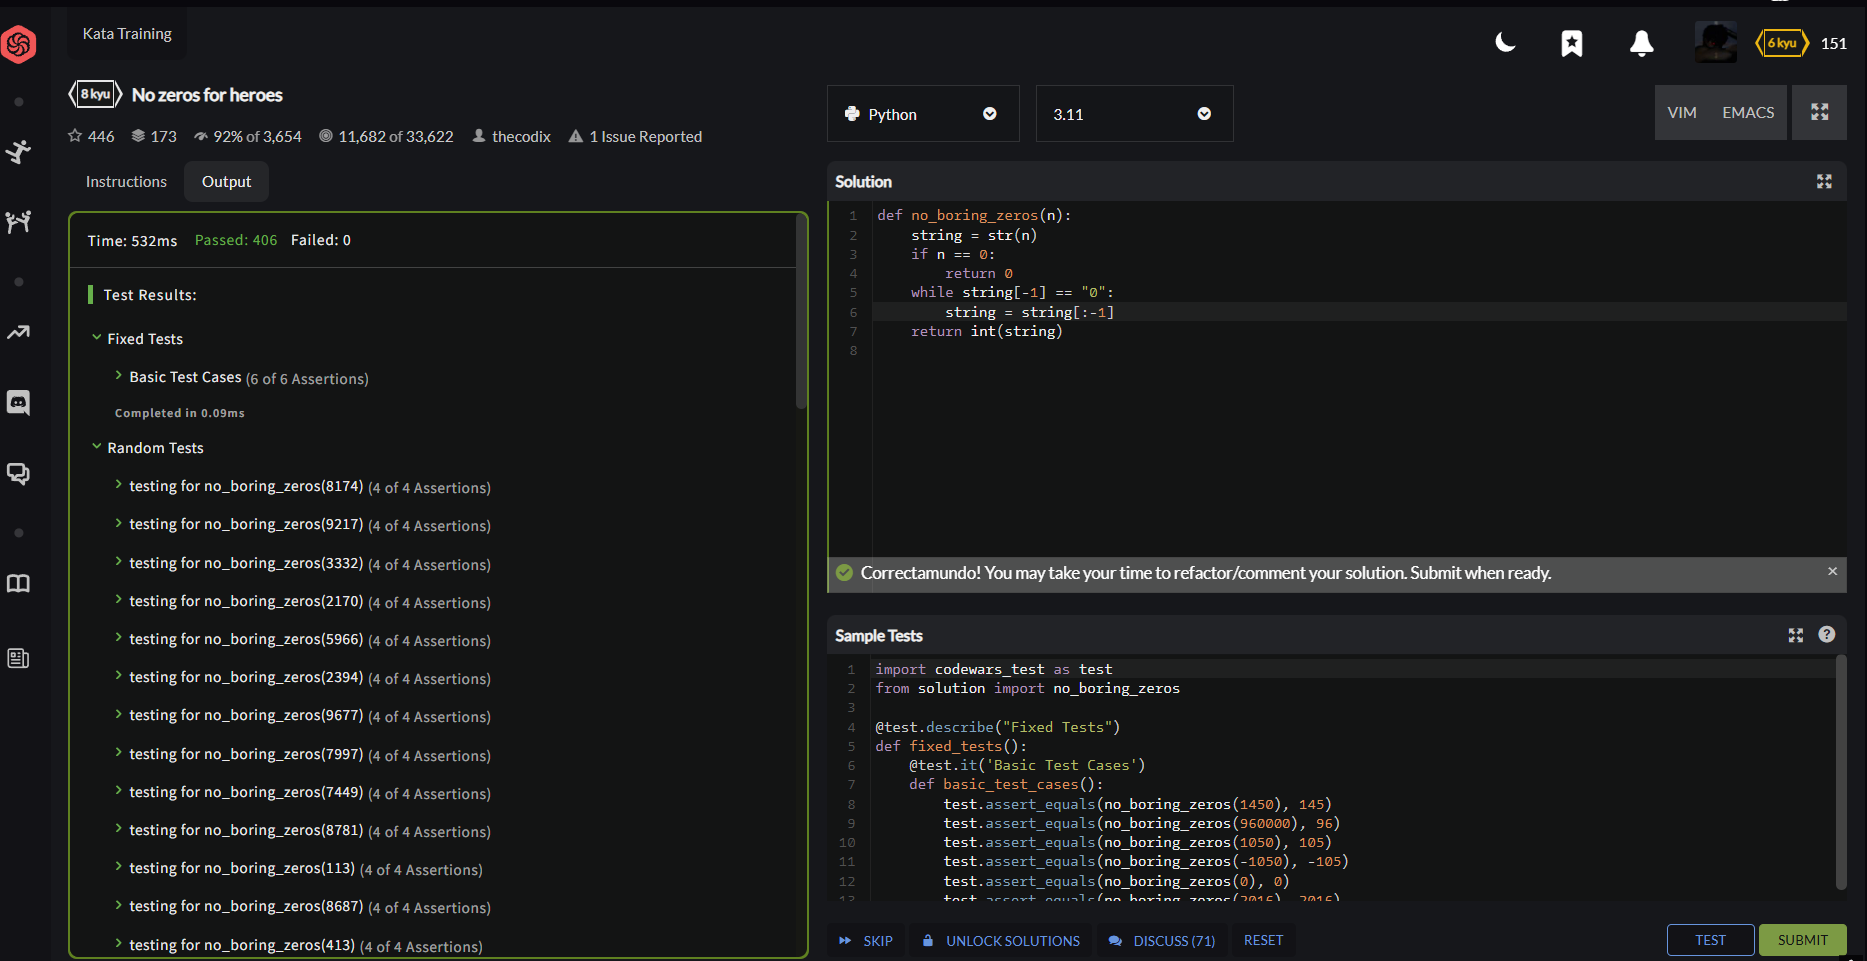 Kata Training
6 kyu 151
8 kyu No zeros for heroes
446 173 92% of 3,654 11,682 of 33,622 thecodix 1 Issue Reported
Instructions Output
Time: 532ms Passed: 406 Failed: 0
Test Results:
Fixed Tests
Basic Test Cases (6 of 6 Assertions)
Completed in 0.09ms
Random Tests
testing for no_boring_zeros(8174) (4 of 4 Assertions)
testing for no_boring_zeros(9217) (4 of 4 Assertions)
testing for no_boring_zeros(3332) (4 of 4 Assertions)
testing for no_boring_zeros(2170) (4 of 4 Assertions)
testing for no_boring_zeros(5966) (4 of 4 Assertions)
testing for no_boring_zeros(2394) (4 of 4 Assertions)
testing for no_boring_zeros(9677) (4 of 4 Assertions)
testing for no_boring_zeros(7997) (4 of 4 Assertions)
testing for no_boring_zeros(7449) (4 of 4 Assertions)
testing for no_boring_zeros(8781) (4 of 4 Assertions)
testing for no_boring_zeros(113) (4 of 4 Assertions)
testing for no_boring_zeros(8687) (4 of 4 Assertions)
testing for no_boring_zeros(413) (4 of 4 Assertions)
Python 3.11 VIM EMACS
Solution
1 def no_boring_zeros(n):
2     string = str(n)
3     if n == 0:
4         return 0
5     while string[-1] == "0":
6         string = string[:-1]
7     return int(string)
8
Correctamundo! You may take your time to refactor/comment your solution. Submit when ready. ×
Sample Tests ?
1 import codewars_test as test
2 from solution import no_boring_zeros
3
4 @test.describe("Fixed Tests")
5 def fixed_tests():
6     @test.it('Basic Test Cases')
7     def basic_test_cases():
8         test.assert_equals(no_boring_zeros(1450), 145)
9         test.assert_equals(no_boring_zeros(960000), 96)
10         test.assert_equals(no_boring_zeros(1050), 105)
11         test.assert_equals(no_boring_zeros(-1050), -105)
12         test.assert_equals(no_boring_zeros(0), 0)
13         test.assert_equals(no_boring_zeros(2016), 2016)
SKIP UNLOCK SOLUTIONS DISCUSS (71) RESET TEST SUBMIT